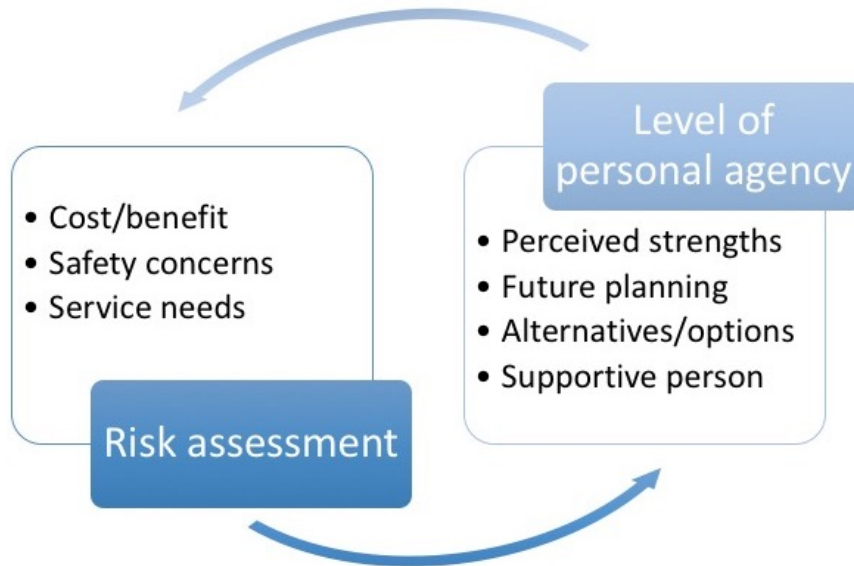 • Cost/benefit
• Safety concerns
• Service needs
Risk assessment
Level of
personal agency
• Perceived strengths
• Future planning
• Alternatives/options
• Supportive person